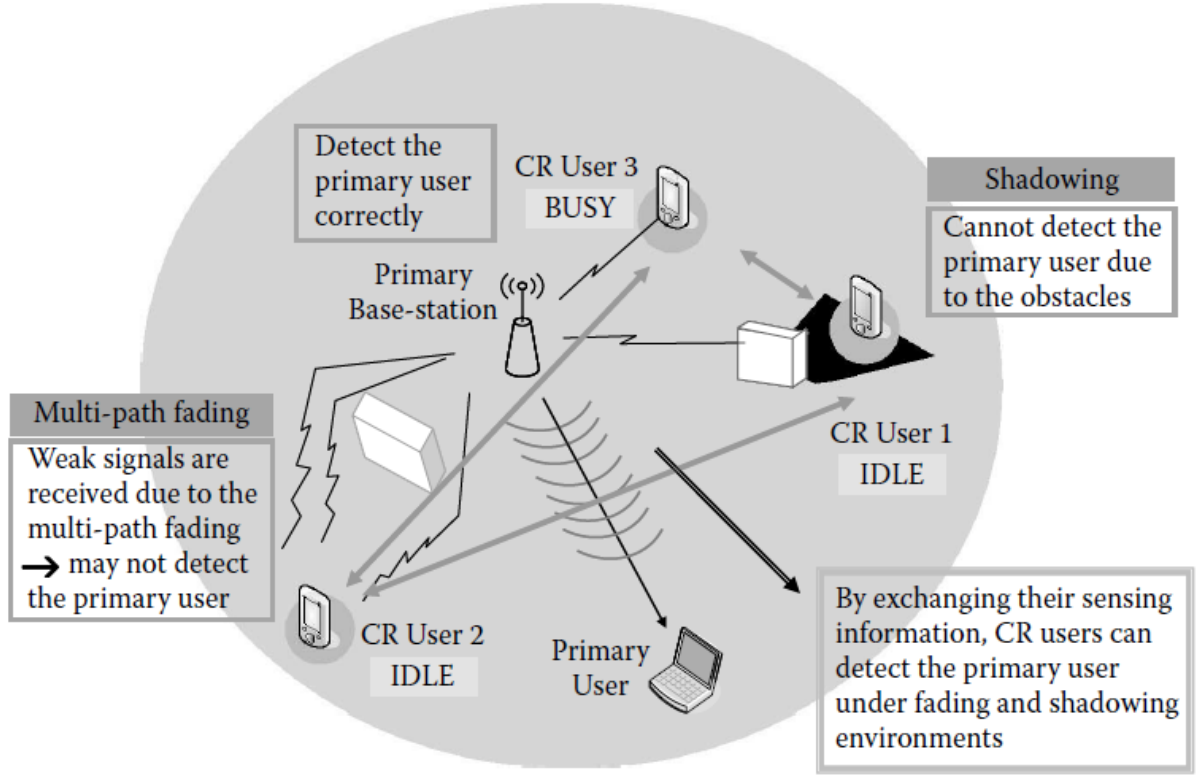 Detect the
primary user
correctly
CR User 3
BUSY
Shadowing
Cannot detect the
primary user due
to the obstacles
Primary
Base-station
Multi-path fading
Weak signals are
received due to the
multi-path fading
→ may not detect
the primary user
CR User 1
IDLE
CR User 2
IDLE
Primary
User
By exchanging their sensing
information, CR users can
detect the primary user
under fading and shadowing
environments